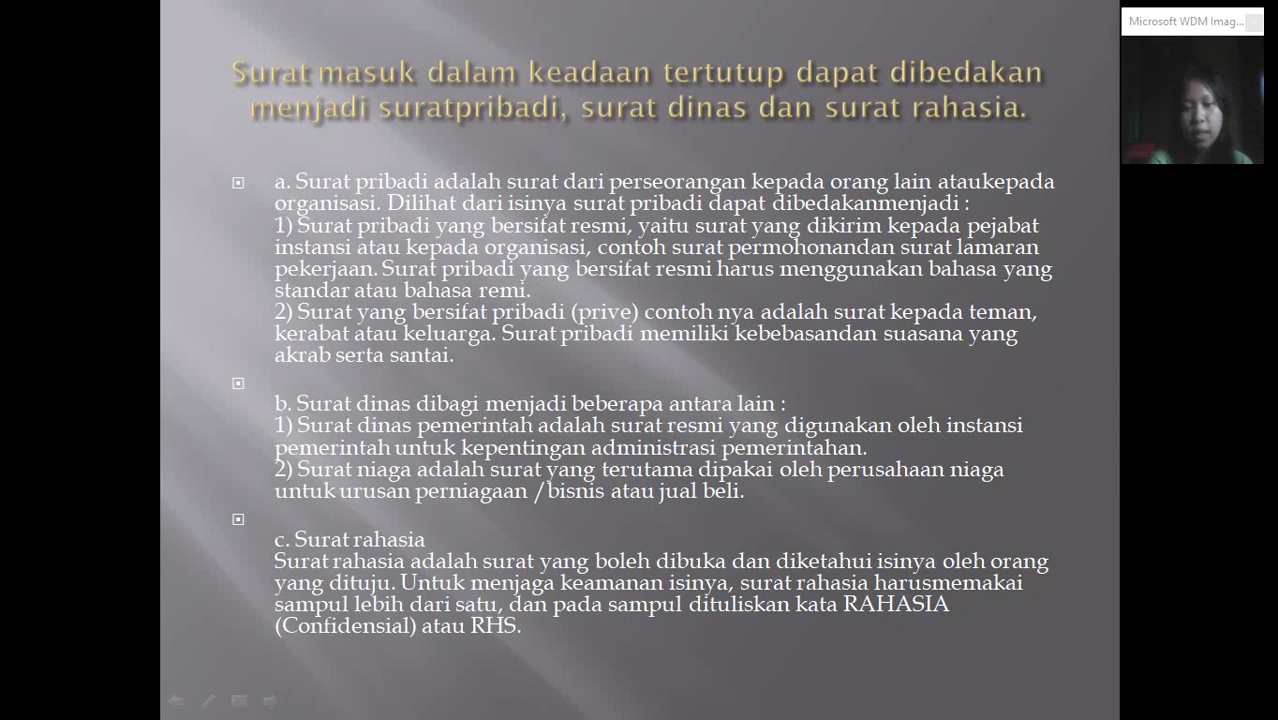 Microsoft WDM Imag...
Surat masuk dalam keadaan tertutup dapat dibedakan
menjadi suratpribadi, surat dinas dan surat rahasia.
a. Surat pribadi adalah surat dari perseorangan kepada orang lain ataukepada
organisasi. Dilihat dari isinya surat pribadi dapat dibedakanmenjadi :
1) Surat pribadi yang bersifat resmi, yaitu surat yang dikirim kepada pejabat
instansi atau kepada organisasi, contoh surat permohonandan surat lamaran
pekerjaan. Surat pribadi yang bersifat resmi harus menggunakan bahasa yang
standar atau bahasa remi.
2) Surat yang bersifat pribadi (prive) contoh nya adalah surat kepada teman,
kerabat atau keluarga. Surat pribadi memiliki kebebasandan suasana yang
akrab serta santai.
b. Surat dinas dibagi menjadi beberapa antara lain :
1) Surat dinas pemerintah adalah surat resmi yang digunakan oleh instansi
pemerintah untuk kepentingan administrasi pemerintahan.
2) Surat niaga adalah surat yang terutama dipakai oleh perusahaan niaga
untuk urusan perniagaan /bisnis atau jual beli.
c. Surat rahasia
Surat rahasia adalah surat yang boleh dibuka dan diketahui isinya oleh orang
yang dituju. Untuk menjaga keamanan isinya, surat rahasia harusmemakai
sampul lebih dari satu, dan pada sampul dituliskan kata RAHASIA
(Confidensial) atau RHS.